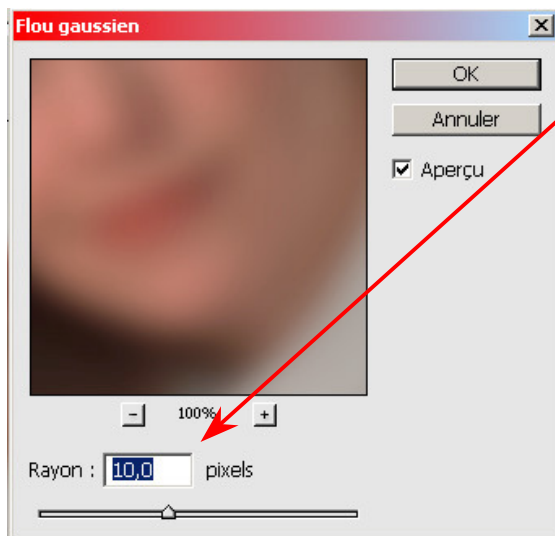 Flou gaussien
OK
Annuler
Aperçu
- 100% +
Rayon : 10,0 pixels